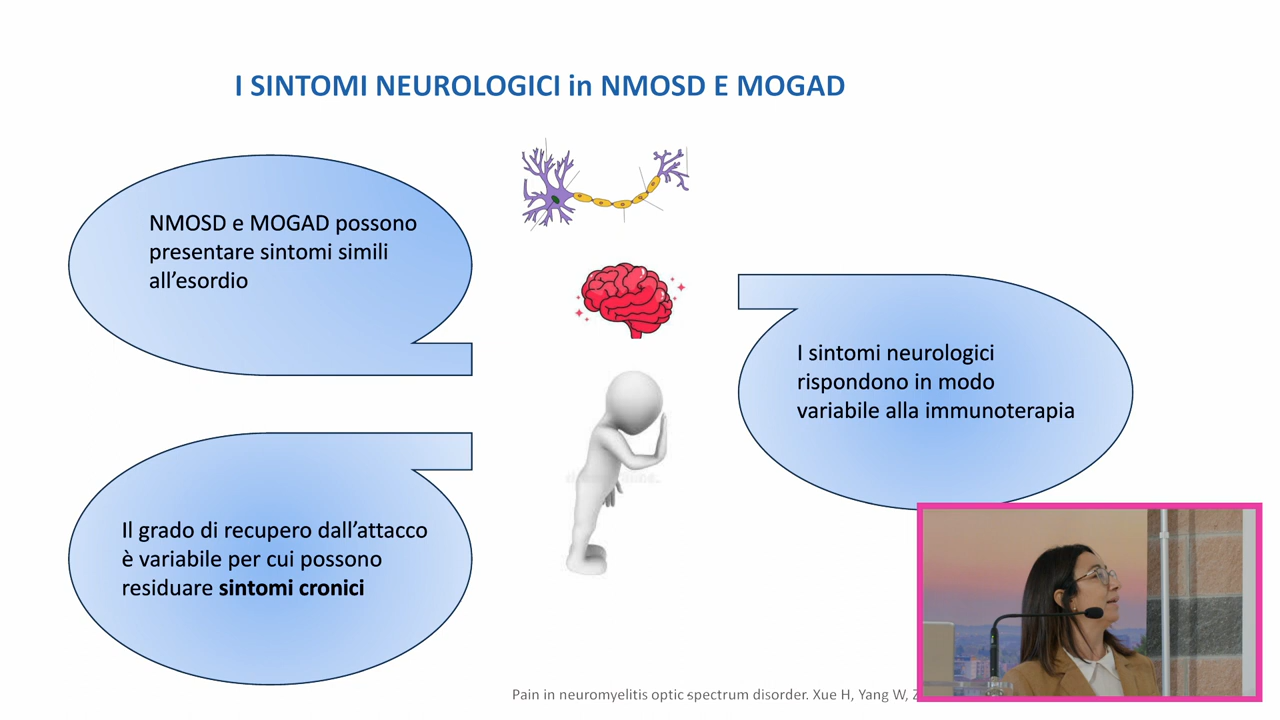 I SINTOMI NEUROLOGICI in NMOSD E MOGAD
NMOSD e MOGAD possono
presentare sintomi simili
all’esordio
I sintomi neurologici
rispondono in modo
variabile alla immunoterapia
Il grado di recupero dall’attacco
è variabile per cui possono
residuare sintomi cronici
Pain in neuromyelitis optic spectrum disorder. Xue H, Yang W,